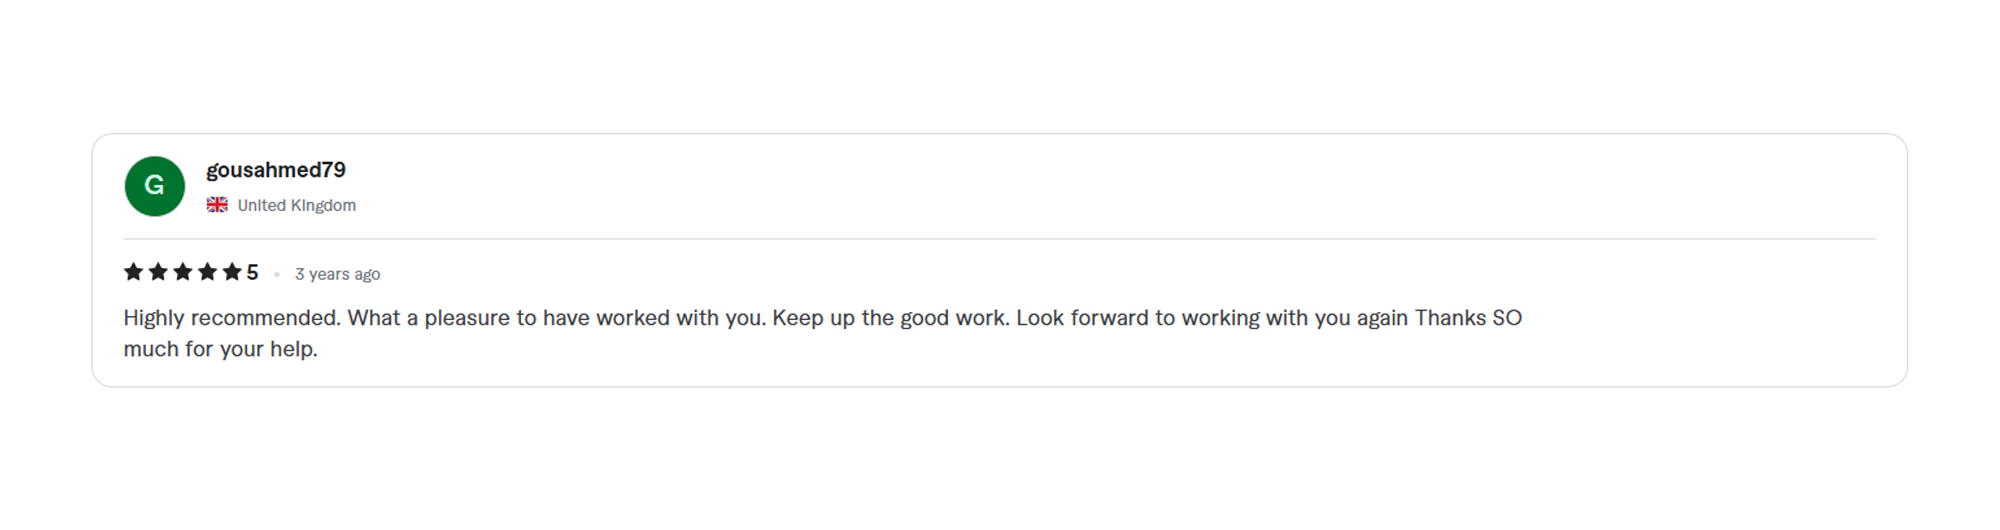 G
gousahmed79
United Kingdom
5 • 3 years ago
Highly recommended. What a pleasure to have worked with you. Keep up the good work. Look forward to working with you again Thanks SO
much for your help.